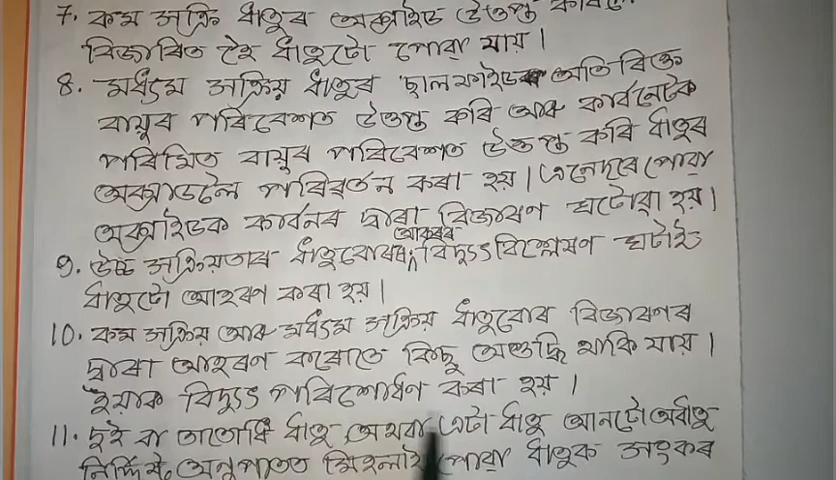 7. কম সক্ৰিয় ধাতুৰ অক্সাইড উত্তপ্ত কৰিলে
বিজাৰিত হৈ ধাতুটো পোৱা যায়।
8. মধ্যম সক্ৰিয় ধাতুৰ ছালফাইডক অতিৰিক্ত
বায়ুৰ পৰিবেশত উত্তপ্ত কৰি আৰু কাৰ্বনেটক
পৰিমিত বায়ুৰ পৰিবেশত উত্তপ্ত কৰি ধাতুৰ
অক্সাইডলৈ পৰিৱৰ্তন কৰা হয়। এনেদৰে পোৱা
অক্সাইডক কাৰ্বনৰ দ্বাৰা বিজাৰণ ঘটোৱা হয়।
9. উচ্চ সক্ৰিয়তাৰ ধাতুবোৰৰ আকৰৰ বিদ্যুৎ বিশ্লেষণ ঘটাই
ধাতুটো আহৰণ কৰা হয়।
10. কম সক্ৰিয় আৰু মধ্যম সক্ৰিয় ধাতুবোৰ বিজাৰণৰ
দ্বাৰা আহৰণ কৰোতে কিছু অশুদ্ধি থাকি যায়।
ইয়াক বিদ্যুৎ পৰিশোধন কৰা হয়।
11. দুই বা ততোধিক ধাতু অথবা এটা ধাতু আনটো অধাতু
নিৰ্দিষ্ট অনুপাতত মিহলাই পোৱা ধাতুক সংকৰ